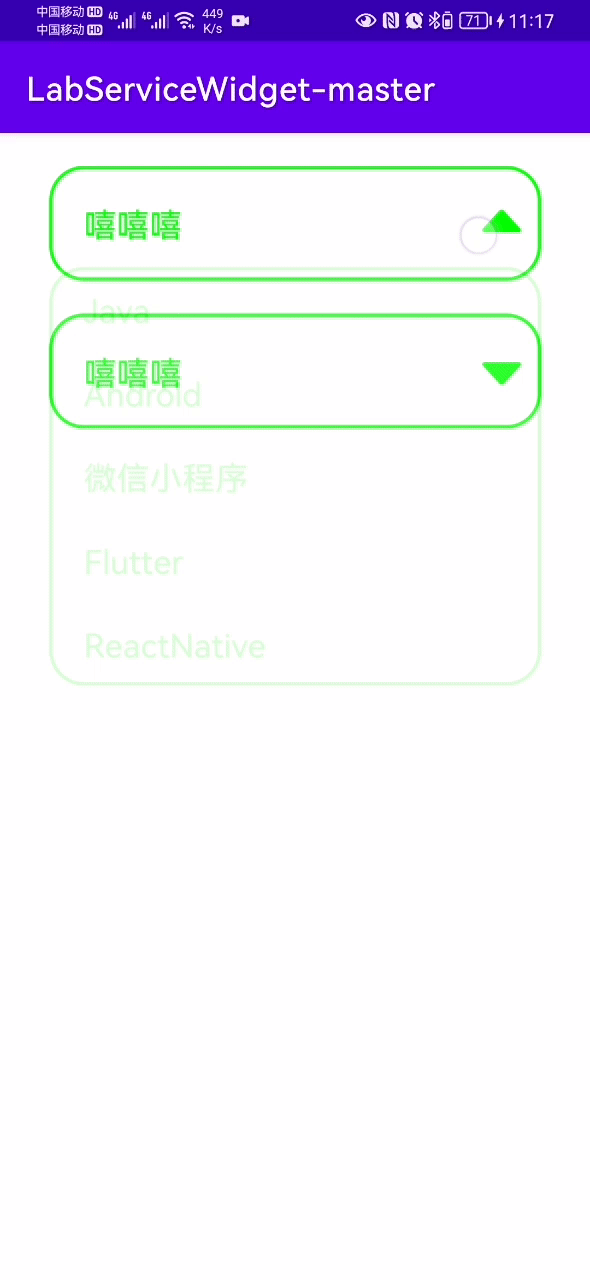 中国移动 HD
中国移动 HD
4G 4G 449 K/s 71 11:17
LabServiceWidget-master
嘻嘻嘻
Java
嘻嘻嘻
Android
微信小程序
Flutter
ReactNative